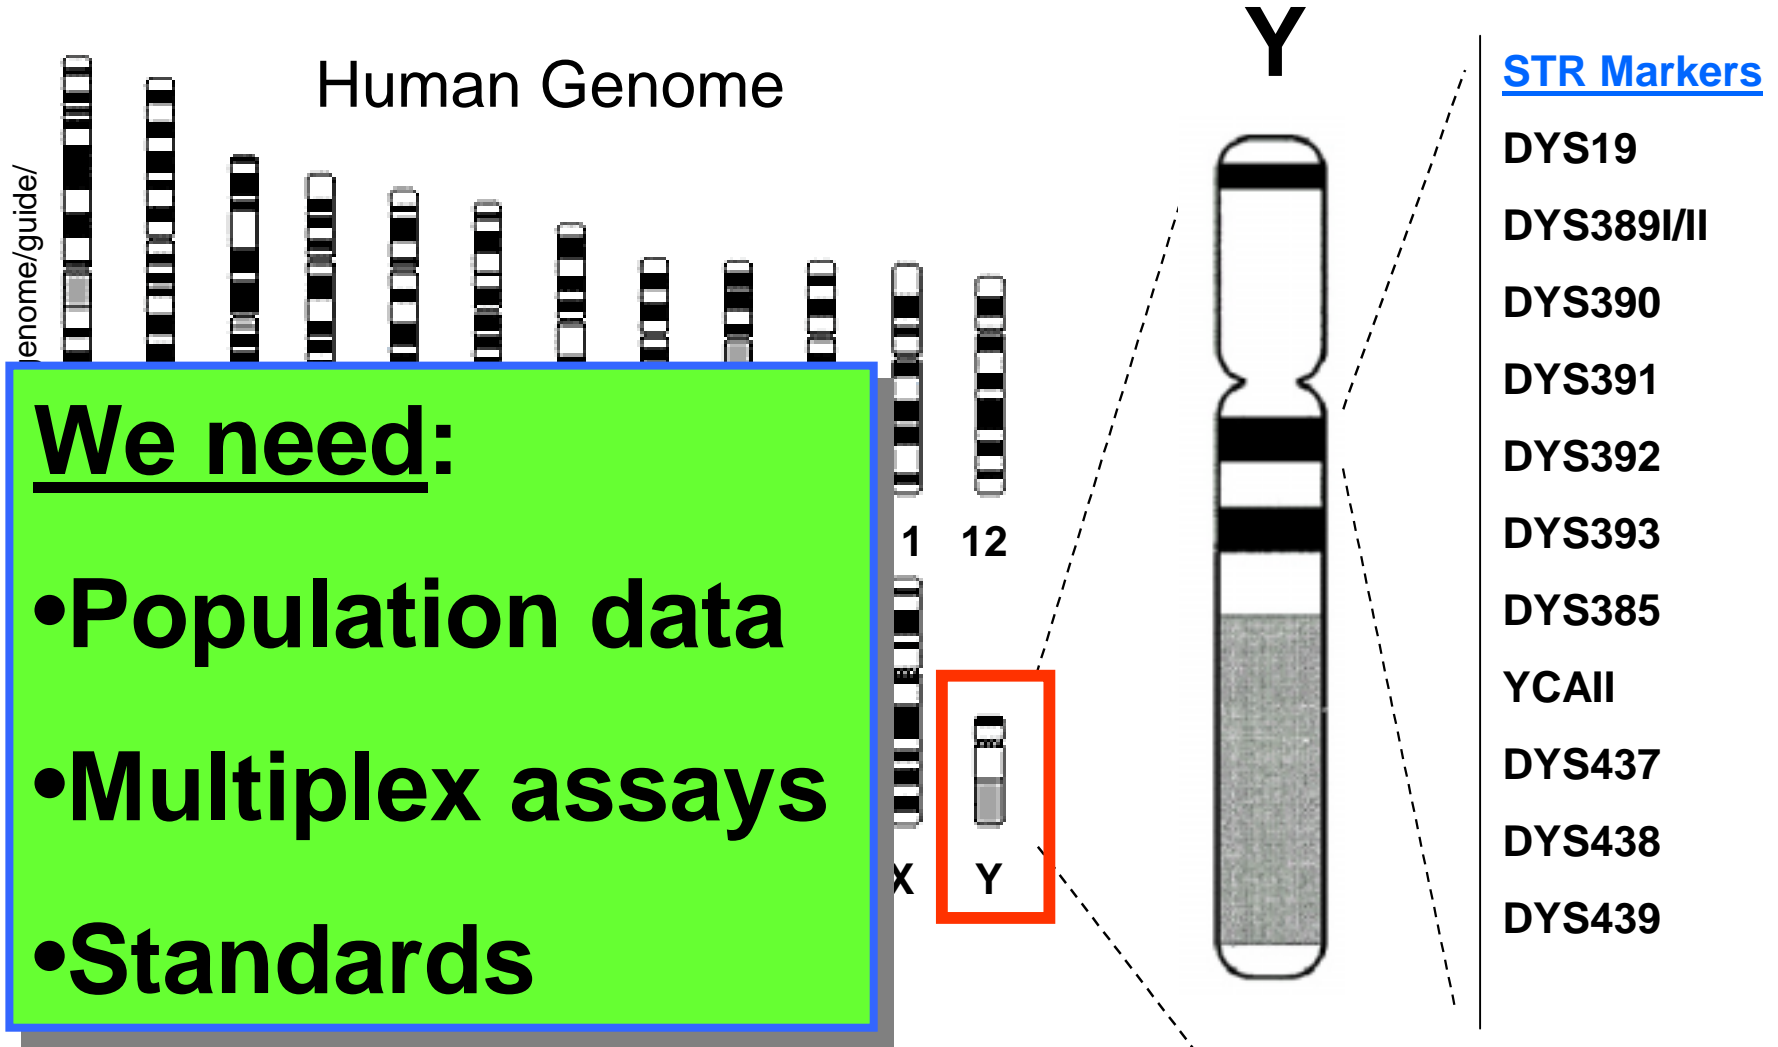 Human Genome
enome/guide/
We need:
•Population data
•Multiplex assays
•Standards
1 12
X Y
Y
STR Markers
DYS19
DYS389I/II
DYS390
DYS391
DYS392
DYS393
DYS385
YCAII
DYS437
DYS438
DYS439